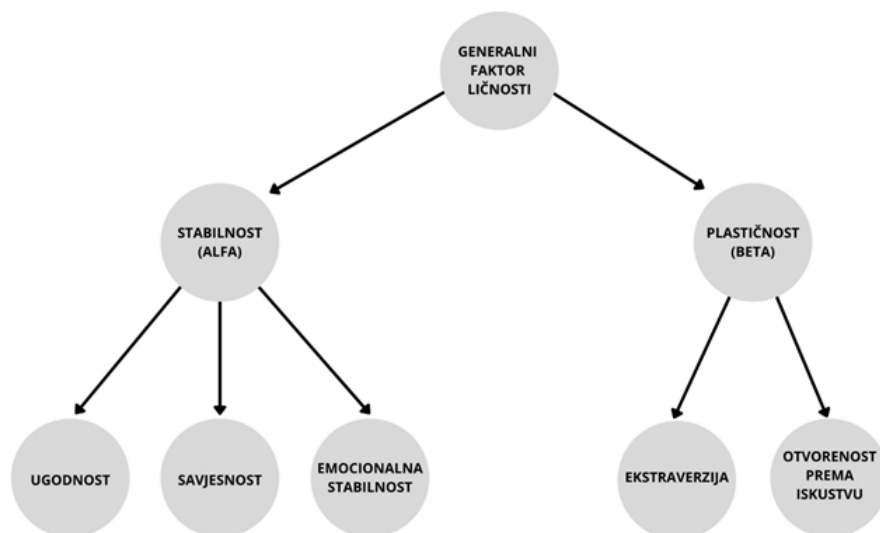 GENERALNI
FAKTOR
LIČNOSTI
STABILNOST
(ALFA)
PLASTIČNOST
(BETA)
UGODNOST
SAVJESNOST
EMOCIONALNA
STABILNOST
EKSTRAVERZIJA
OTVORENOST
PREMA
ISKUSTVU